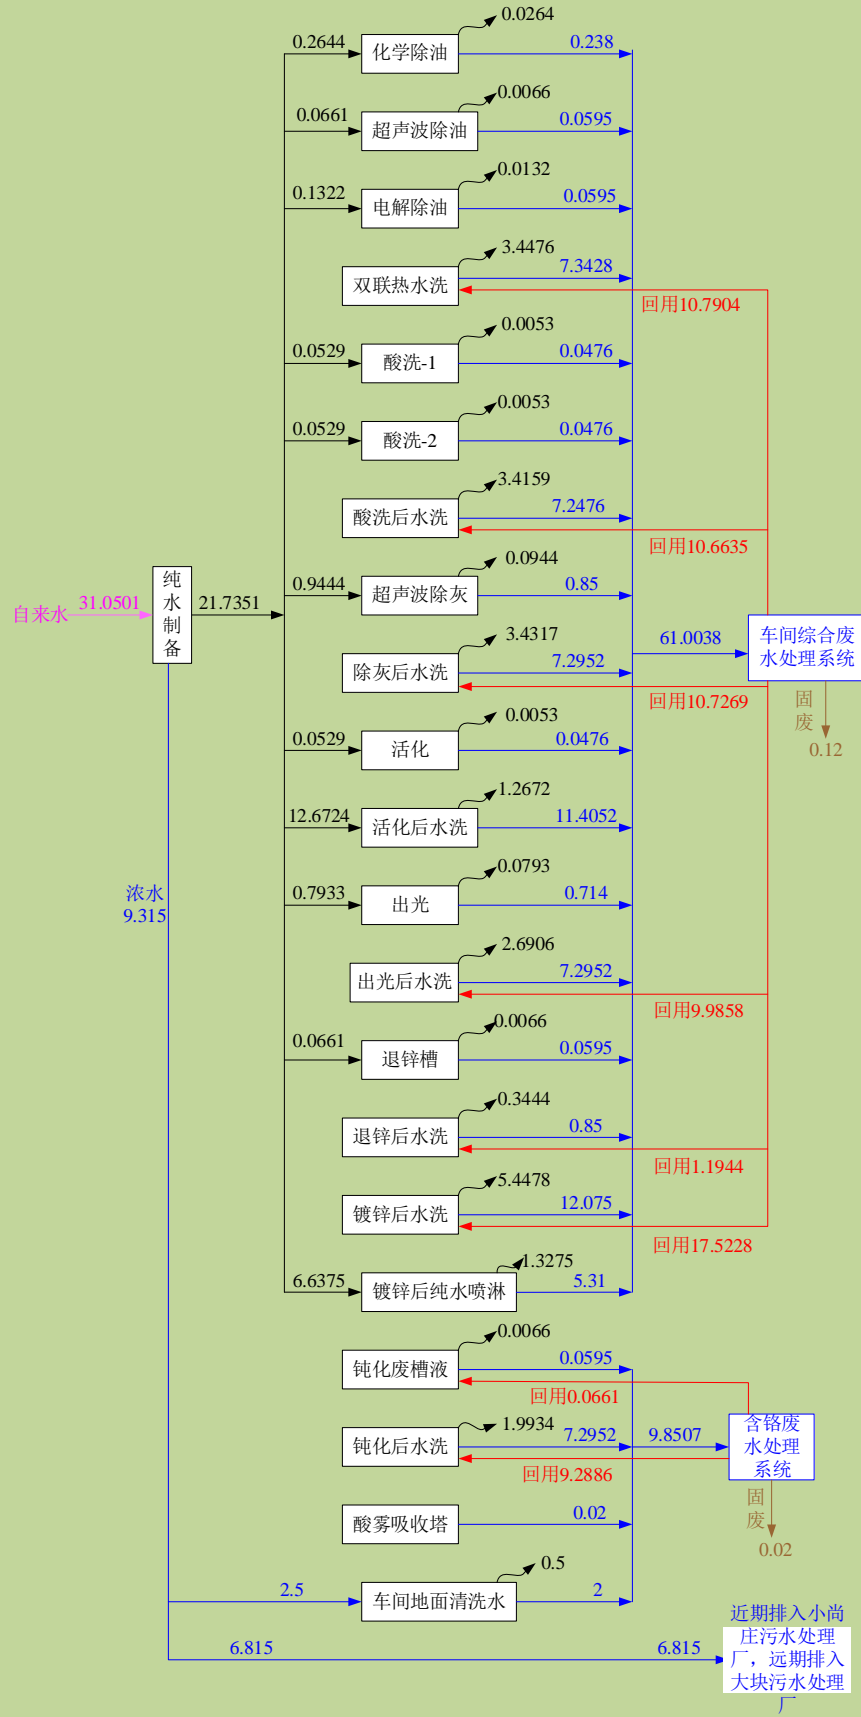 0.0264
0.2644
化学除油
0.238
0.0066
0.0661
超声波除油
0.0595
0.0132
0.1322
电解除油
0.0595
3.4476
双联热水洗
7.3428
回用10.7904
0.0053
0.0529
酸洗-1
0.0476
0.0053
0.0529
酸洗-2
0.0476
3.4159
酸洗后水洗
7.2476
回用10.6635
0.0944
0.9444
超声波除灰
0.85
自来水
31.0501
纯
水
制
备
21.7351
3.4317
除灰后水洗
7.2952
回用10.7269
61.0038
车间综合废
水处理系统
固
废
0.12
0.0053
0.0529
活化
0.0476
1.2672
12.6724
活化后水洗
11.4052
0.0793
0.7933
出光
0.714
浓水
9.315
2.6906
出光后水洗
7.2952
回用9.9858
0.0066
0.0661
退锌槽
0.0595
0.3444
退锌后水洗
0.85
回用1.1944
5.4478
镀锌后水洗
12.075
回用17.5228
1.3275
6.6375
镀锌后纯水喷淋
5.31
0.0066
钝化废槽液
0.0595
回用0.0661
1.9934
钝化后水洗
7.2952
9.8507
回用9.2886
含铬废
水处理
系统
固
废
0.02
酸雾吸收塔
0.02
0.5
2.5
车间地面清洗水
2
6.815
6.815
近期排入小尚
庄污水处理
厂，远期排入
大块污水处理
厂